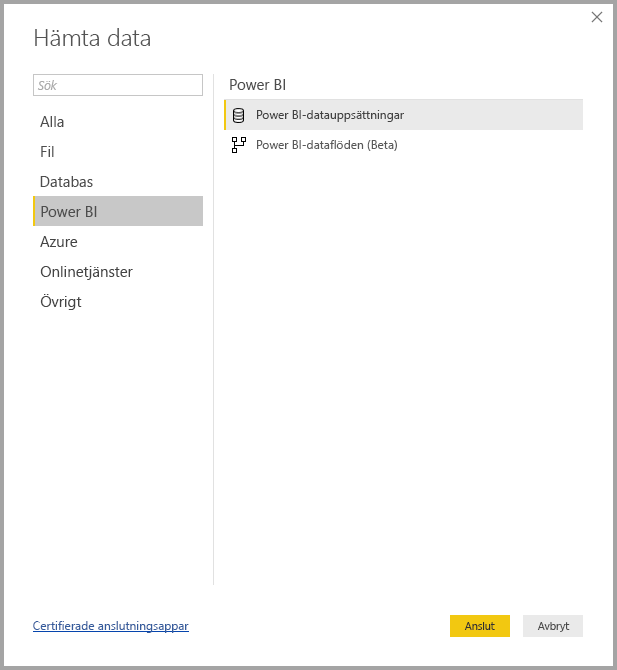 Hämta data
Sök
Alla
Fil
Databas
Power BI
Azure
Onlinetjänster
Övrigt
Power BI
Power BI-datauppsättningar
Power BI-dataflöden (Beta)
Certifierade anslutningsappar
Anslut
Avbryt